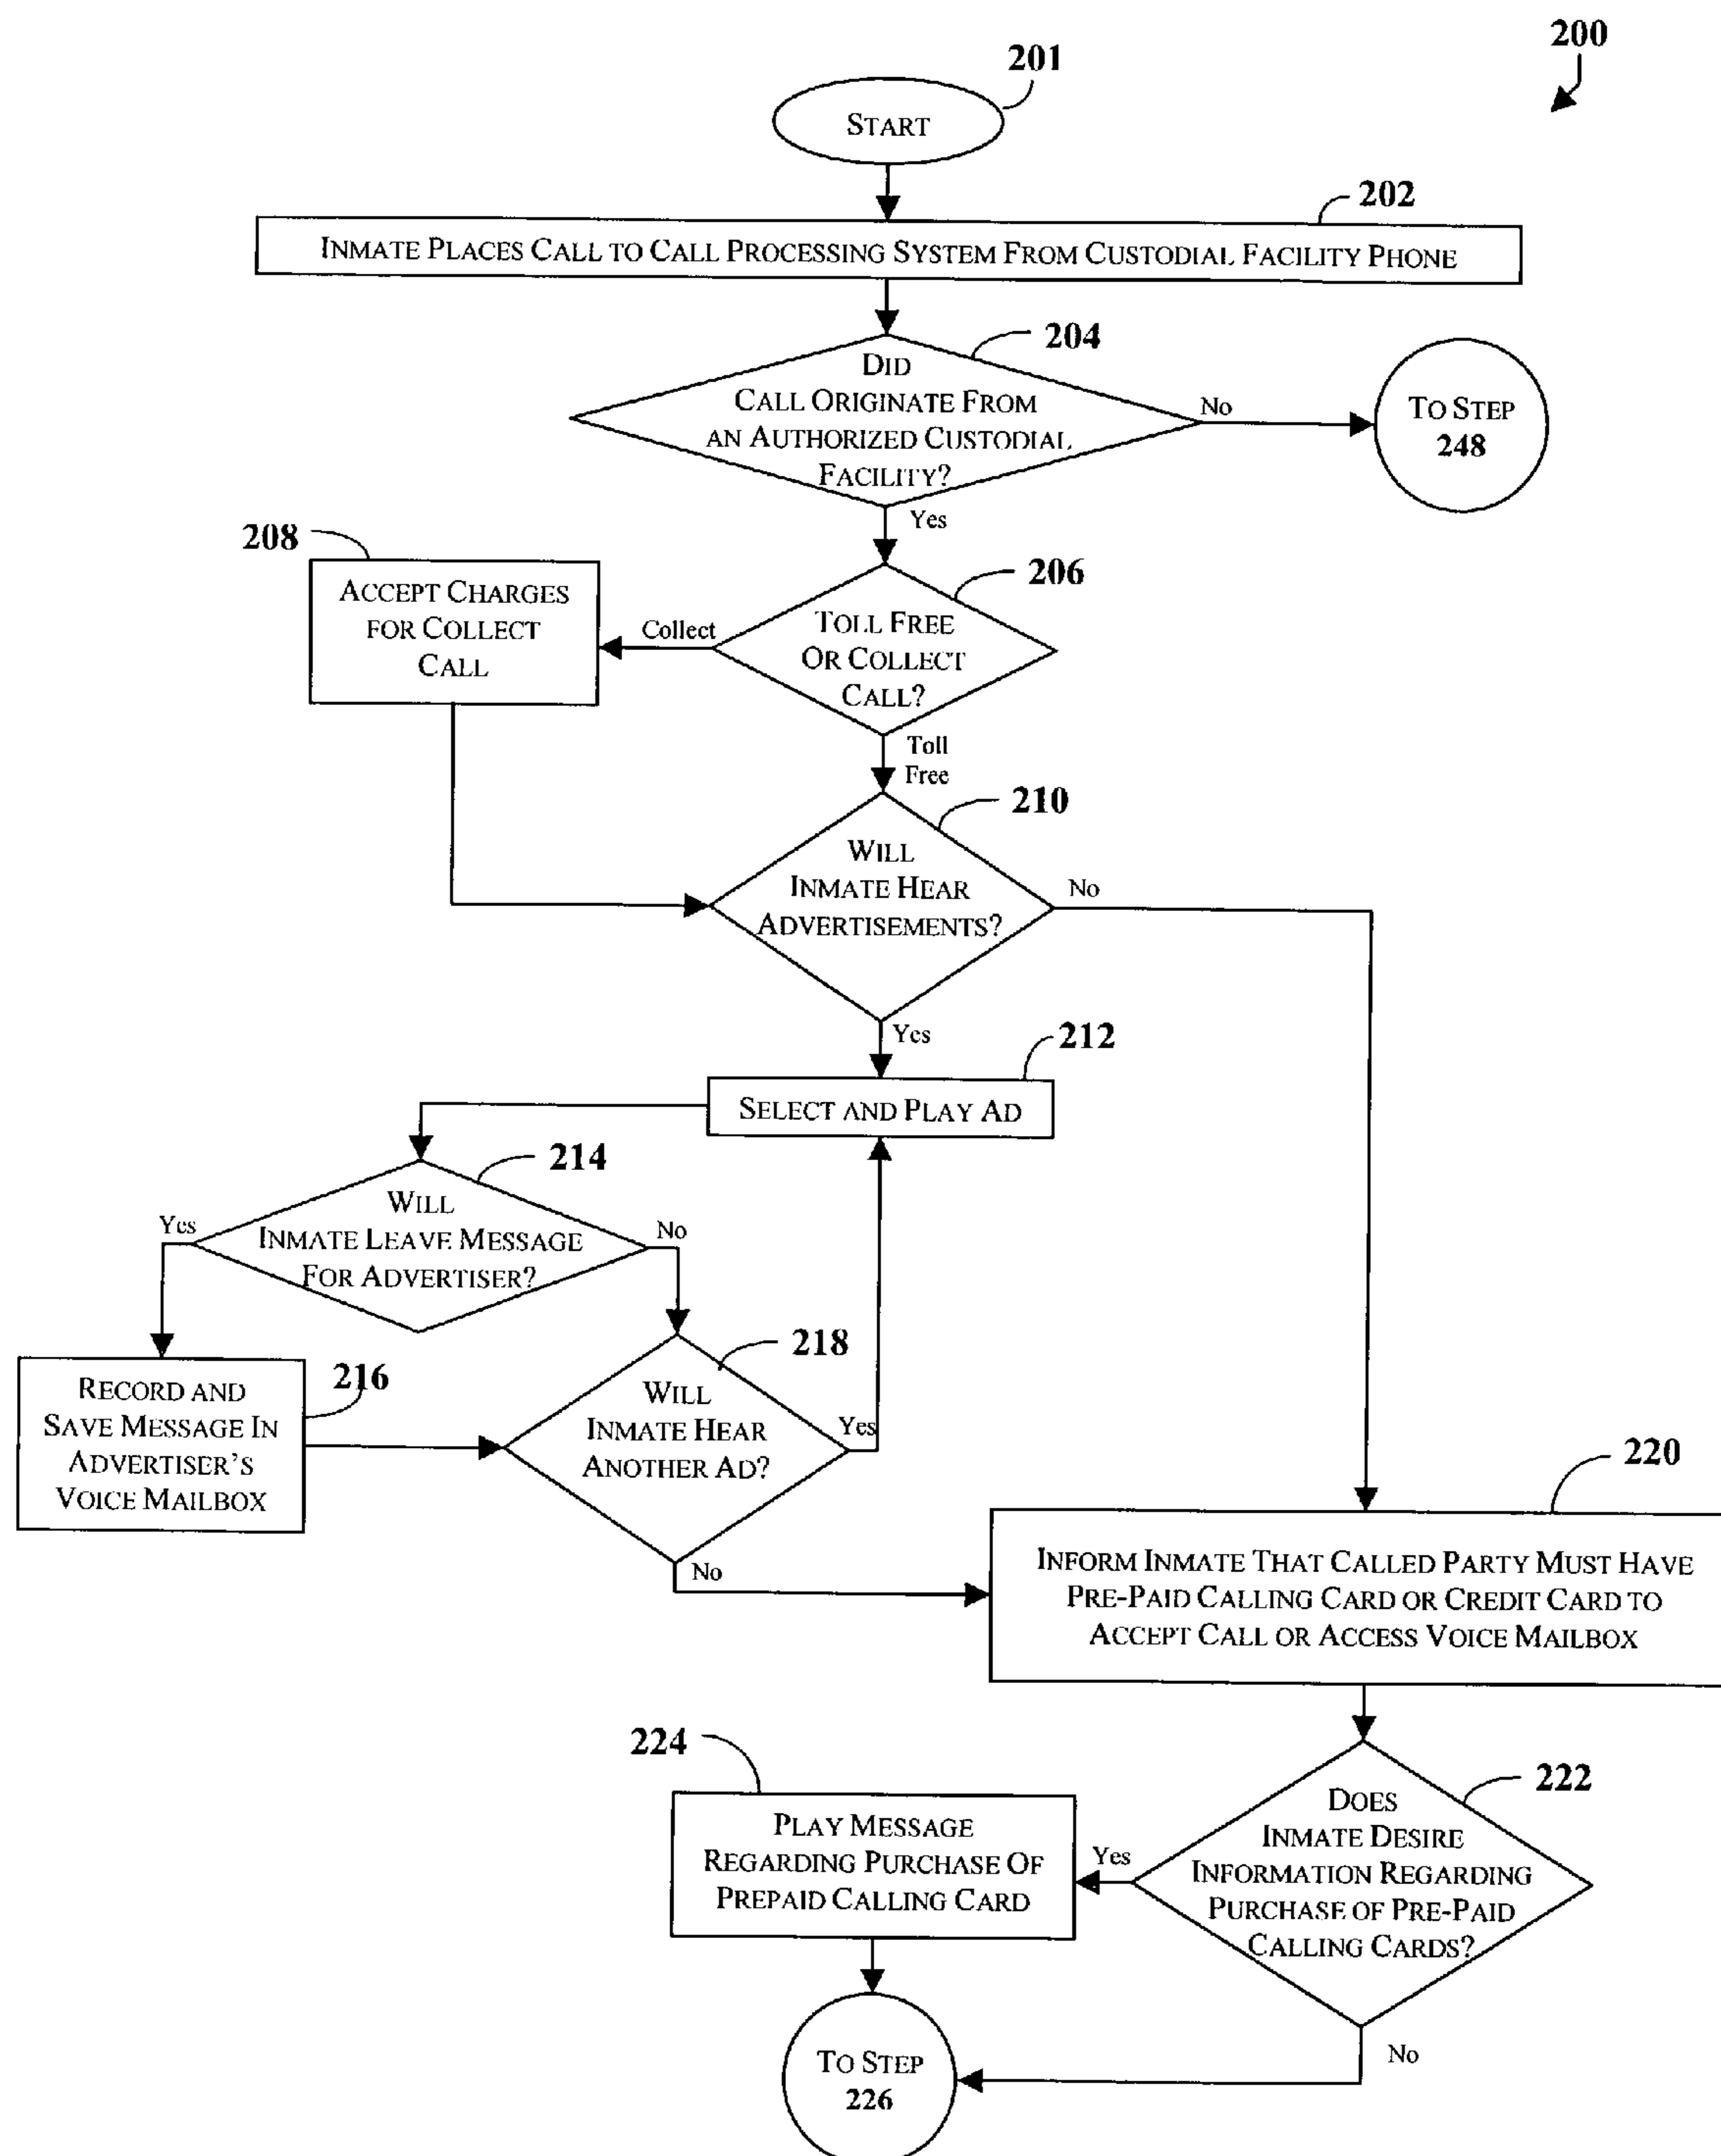 200
201
START
202
INMATE PLACES CALL TO CALL PROCESSING SYSTEM FROM CUSTODIAL FACILITY PHONE
204
DID
CALL ORIGINATE FROM
AN AUTHORIZED CUSTODIAL
FACILITY?
No
TO STEP
248
Yes
208
ACCEPT CHARGES
FOR COLLECT
CALL
Collect
206
TOLL FREE
OR COLLECT
CALL?
Toll
Free
210
WILL
INMATE HEAR
ADVERTISEMENTS?
No
Yes
212
SELECT AND PLAY AD
214
WILL
INMATE LEAVE MESSAGE
FOR ADVERTISER?
Yes
No
216
RECORD AND
SAVE MESSAGE IN
ADVERTISER'S
VOICE MAILBOX
218
WILL
INMATE HEAR
ANOTHER AD?
Yes
No
220
INFORM INMATE THAT CALLED PARTY MUST HAVE
PRE-PAID CALLING CARD OR CREDIT CARD TO
ACCEPT CALL OR ACCESS VOICE MAILBOX
224
PLAY MESSAGE
REGARDING PURCHASE OF
PREPAID CALLING CARD
Yes
222
DOES
INMATE DESIRE
INFORMATION REGARDING
PURCHASE OF PRE-PAID
CALLING CARDS?
No
TO STEP
226